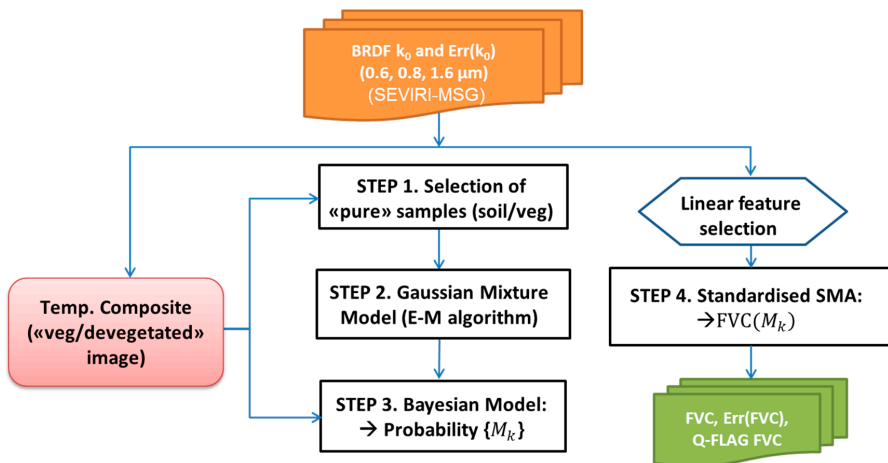 BRDF k₀ and Err(k₀)
(0.6, 0.8, 1.6 µm)
(SEVIRI-MSG)
STEP 1. Selection of
«pure» samples (soil/veg)
Linear feature
selection
Temp. Composite
(«veg/devegetated»
image)
STEP 2. Gaussian Mixture
Model (E-M algorithm)
STEP 4. Standardised SMA:
→FVC(Mₖ)
STEP 3. Bayesian Model:
→ Probability {Mₖ}
FVC, Err(FVC),
Q-FLAG FVC